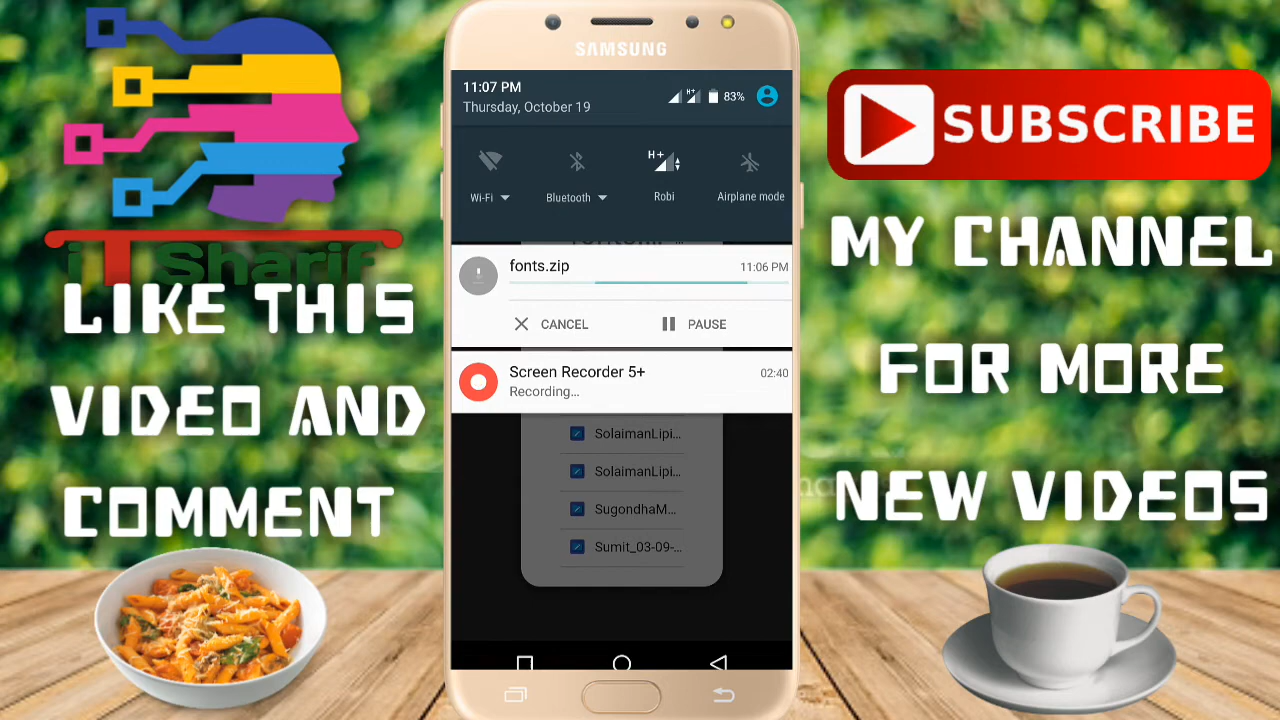 iT Sharif
LIKE THIS
VIDEO AND
COMMENT
SAMSUNG
11:07 PM
Thursday, October 19
H+
83%
H+
Wi-Fi
Bluetooth
Robi
Airplane mode
fonts.zip
11:06 PM
CANCEL
PAUSE
Screen Recorder 5+
02:40
Recording...
SolaimanLipi...
SolaimanLipi...
SugondhaM...
Sumit_03-09-...
SUBSCRIBE
MY CHANNEL
FOR MORE
NEW VIDEOS